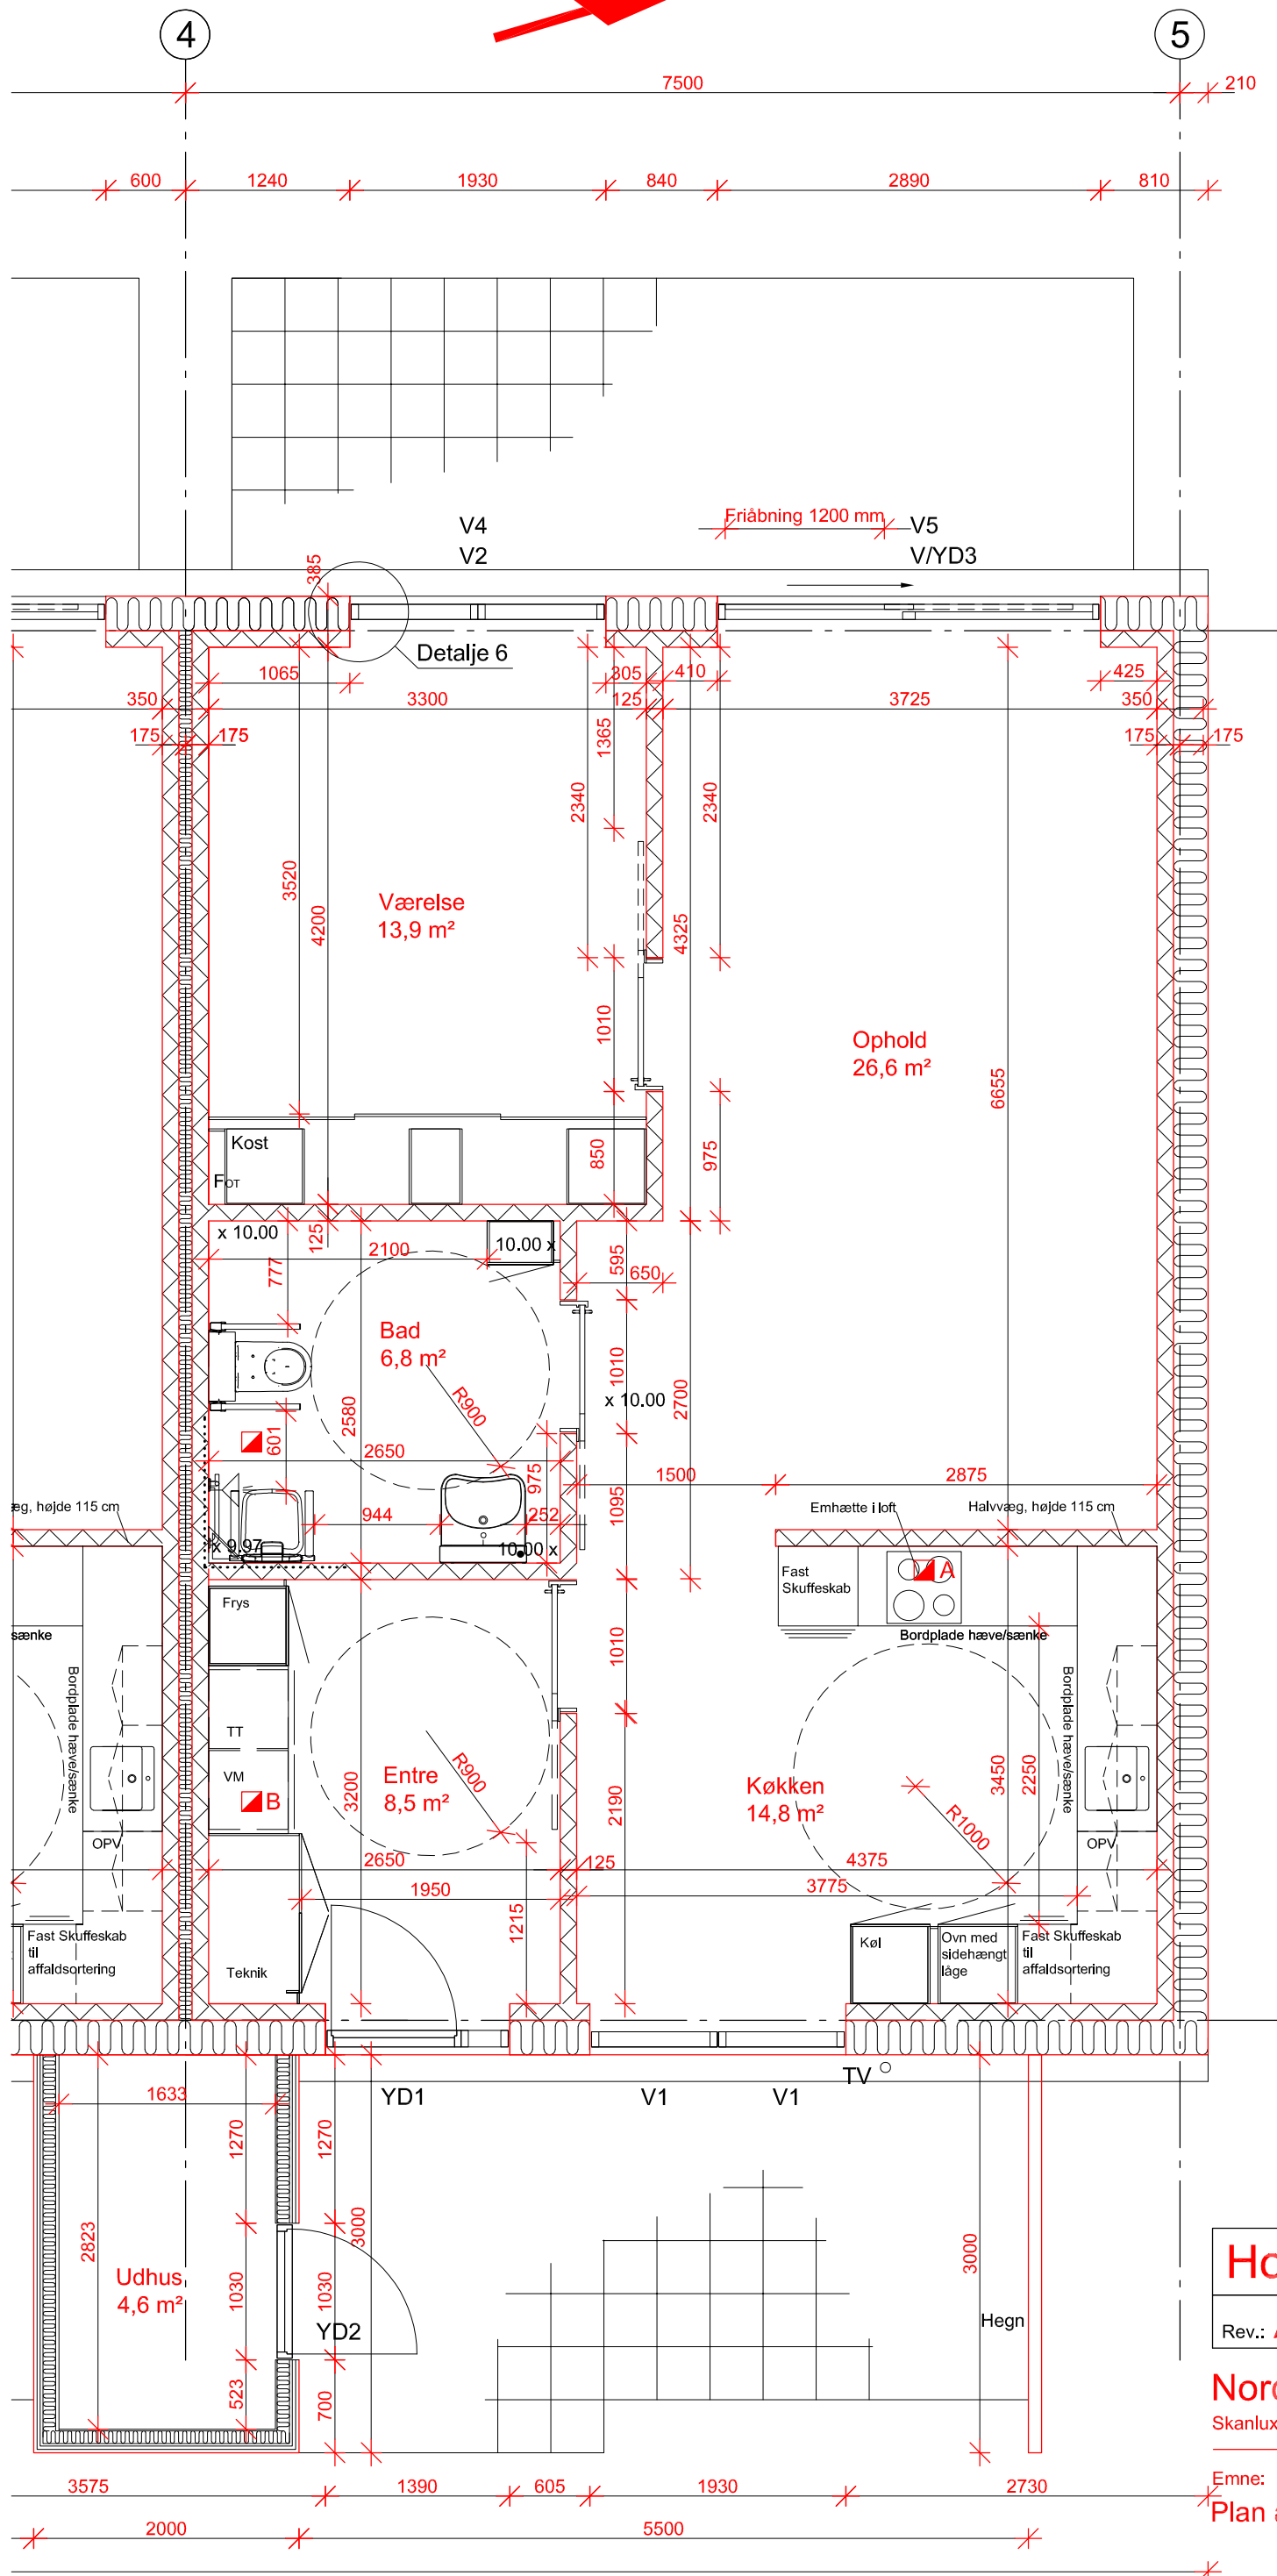 4
5
7500
210
600
1240
1930
840
2890
810
V4
V2
Friåbning 1200 mm
V5
V/YD3
385
Detalje 6
1065
305
410
425
350
3300
125
3725
350
175
175
175
175
1365
2340
2340
3520
4200
Værelse
13,9 m²
4325
1010
Ophold
26,6 m²
6655
Kost
FOT
850
975
x 10.00
125
2100
10.00 x
595
650
777
Bad
6,8 m²
1010
x 10.00
2700
R900
2580
601
2650
975
1500
2875
1095
æg, højde 115 cm
Emhætte i loft
Halvvæg, højde 115 cm
944
252
x 9.97
10.00 x
Frys
Fast
Skuffeskab
A
sænke
Bordplade hæve/sænke
1010
Bordplade hæve/sænke
Bordplade hæve/sænke
TT
VM
B
Entre
8,5 m²
R900
3200
2190
Køkken
14,8 m²
3450
2250
R1000
OPV
OPV
2650
125
4375
1950
3775
1215
Fast Skuffeskab
til
affaldsortering
Teknik
Køl
Ovn med
sidehængt
låge
Fast Skuffeskab
til
affaldsortering
TV
YD1
V1
V1
1633
1270
1270
2823
3000
3000
Udhus
4,6 m²
1030
1030
YD2
Hegn
523
700
Rev.:
Skanlux
Emne:
Plan
3575
1390
605
1930
2730
2000
5500